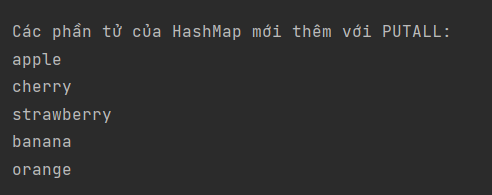 Các phần tử của HashMap mới thêm với PUTALL:
apple
cherry
strawberry
banana
orange